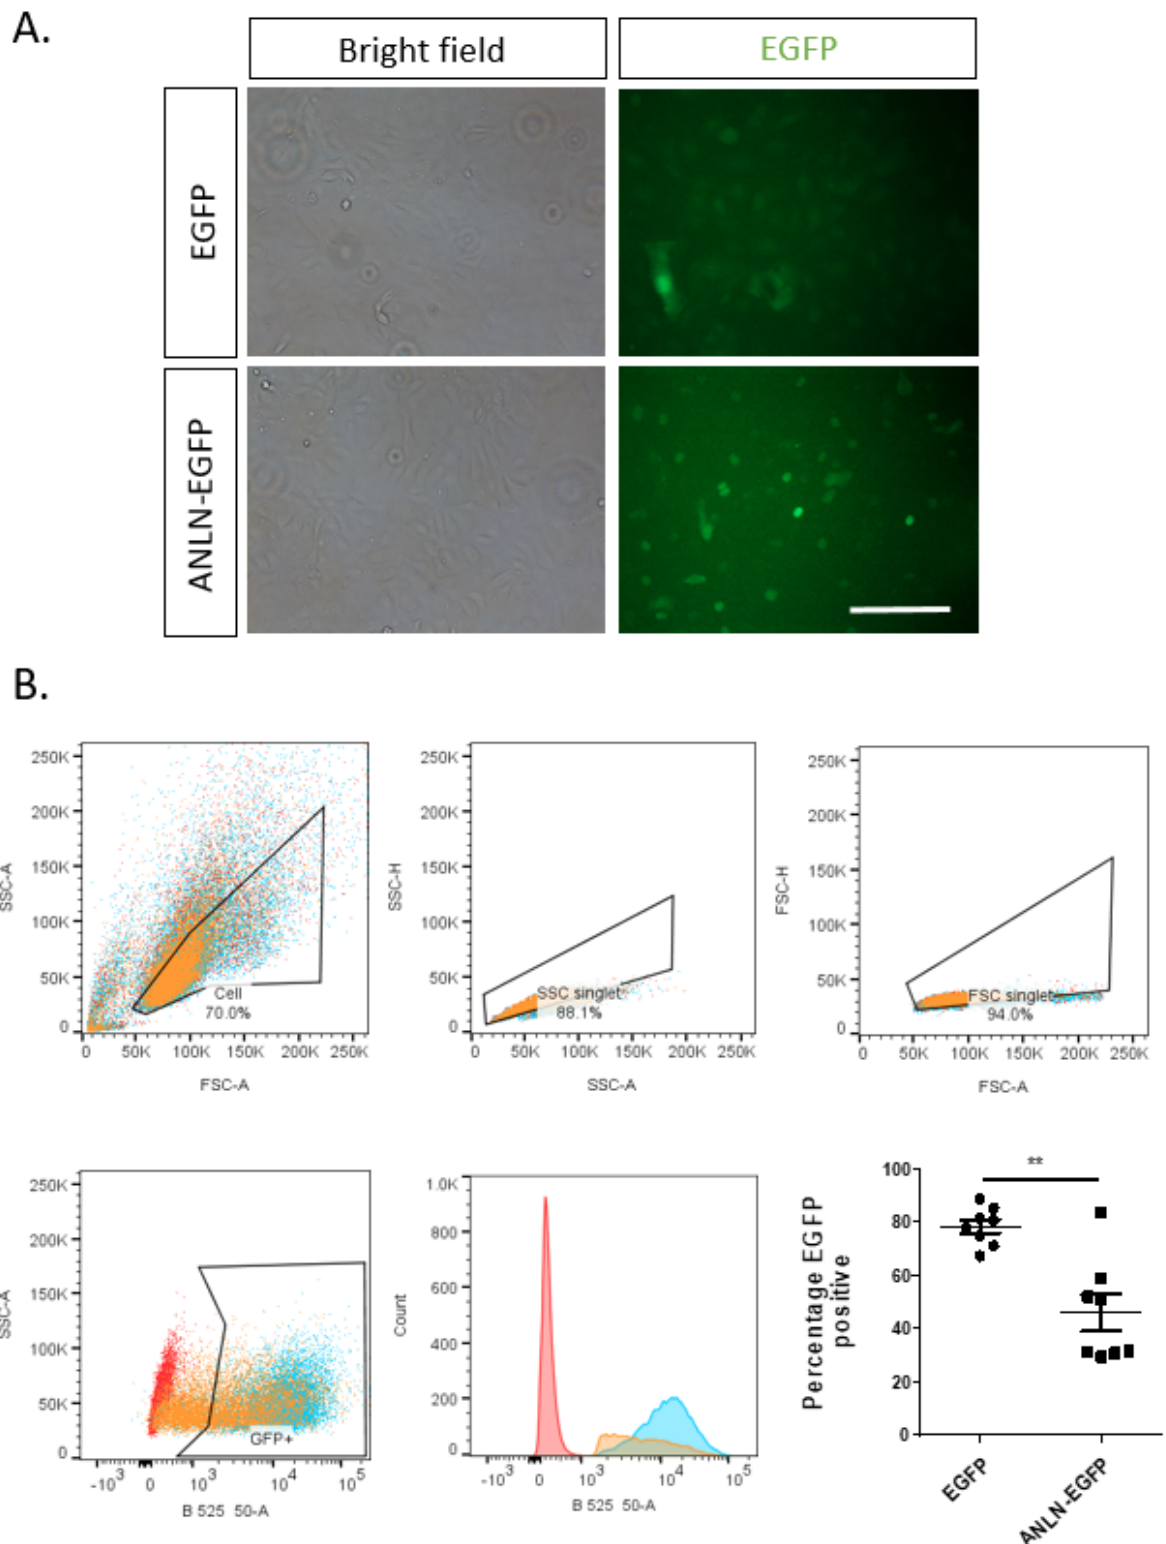 A.
Bright field
EGFP
EGFP
ANLN-EGFP
B.
250K
200K
150K
100K
50K
0
SSC-A
Cell
70.0%
0 50K 100K 150K 200K 250K
FSC-A
250K
200K
150K
100K
50K
0
SSC-H
SSC singlet
88.1%
0 50K 100K 150K 200K 250K
SSC-A
250K
200K
150K
100K
50K
0
FSC-H
FSC singlet
94.0%
0 50K 100K 150K 200K 250K
FSC-A
250K
200K
150K
100K
50K
0
SSC-A
GFP+
-10³ 0 10³ 10⁴ 10⁵
B 525 50-A
1.0K
800
600
400
200
0
Count
-10³ 0 10³ 10⁴ 10⁵
B 525 50-A
**
100
80
60
40
20
0
Percentage EGFP
positive
EGFP
ANLN-EGFP